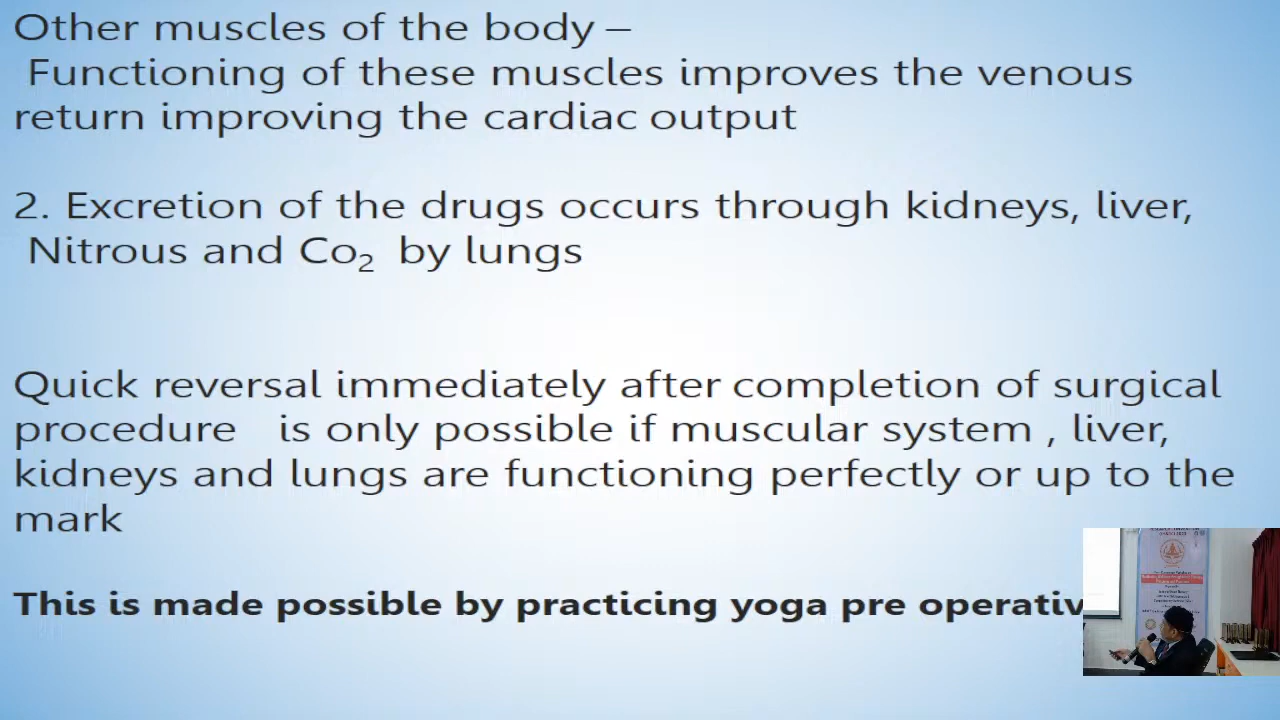 Other muscles of the body –
Functioning of these muscles improves the venous
return improving the cardiac output
2. Excretion of the drugs occurs through kidneys, liver,
Nitrous and Co₂ by lungs
Quick reversal immediately after completion of surgical
procedure is only possible if muscular system , liver,
kidneys and lungs are functioning perfectly or up to the
mark
This is made possible by practicing yoga pre operativ